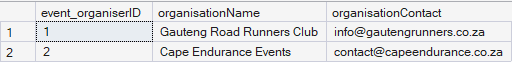 event_organiserID organisationName organisationContact
1 1 Gauteng Road Runners Club info@gautengrunners.co.za
2 2 Cape Endurance Events contact@capeendurance.co.za